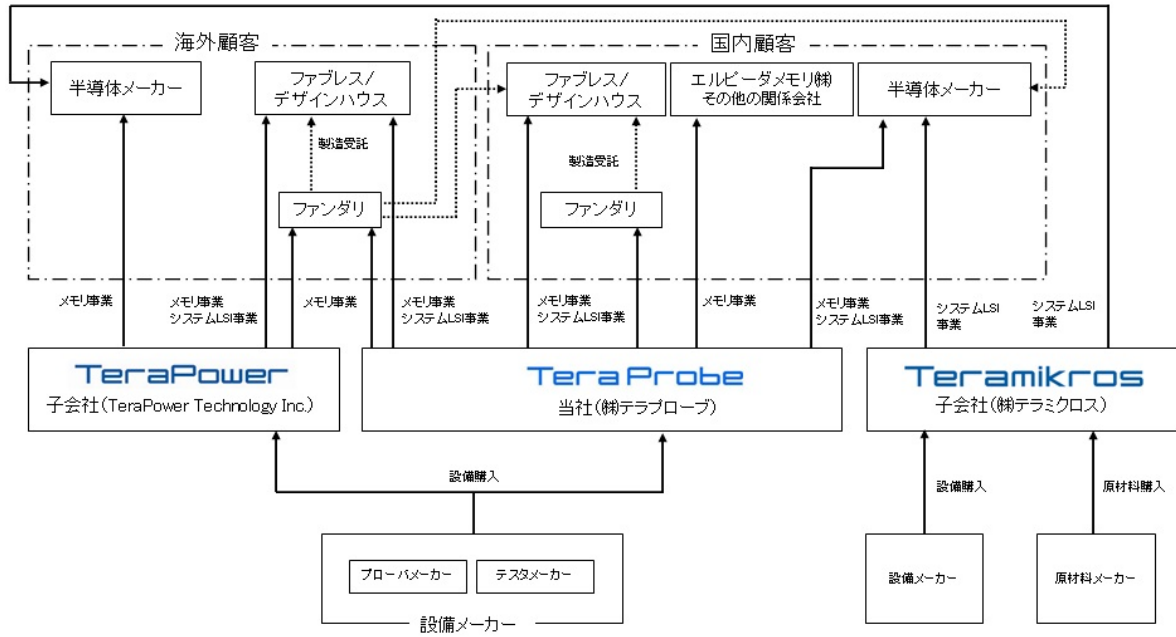 海外顧客
国内顧客
半導体メーカー
ファブレス/
デザインハウス
ファブレス/
デザインハウス
エルピーダメモリ㈱
その他の関係会社
半導体メーカー
製造受託
製造受託
ファンダリ
ファンダリ
メモリ事業
メモリ事業
システムLSI事業
メモリ事業
メモリ事業
システムLSI事業
メモリ事業
システムLSI事業
メモリ事業
メモリ事業
システムLSI事業
システムLSI
事業
システムLSI
事業
TeraPower
子会社(TeraPower Technology Inc.)
Tera Probe
当社(㈱テラプローブ)
Teramikros
子会社(㈱テラミクロス)
設備購入
設備購入
原材料購入
プローバメーカー
テスタメーカー
設備メーカー
設備メーカー
原材料メーカー